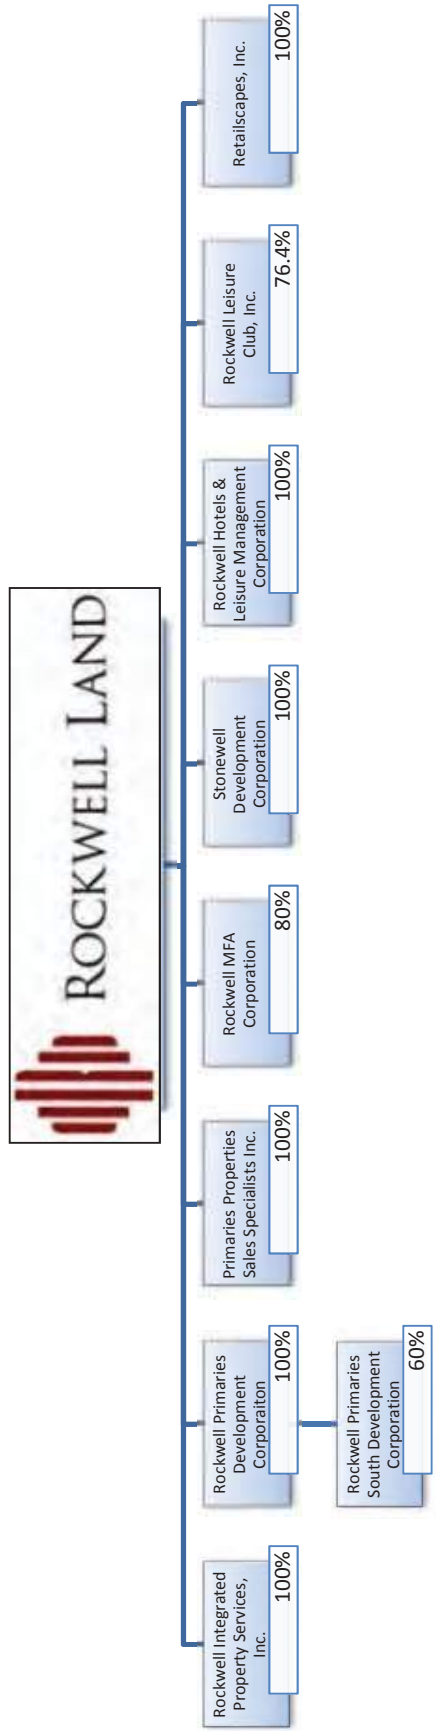 ROCKWELL LAND
Rockwell Integrated
Property Services,
Inc.
100%
Rockwell Primaries
Development
Corporaiton
100%
Primaries Properties
Sales Specialists Inc.
100%
Rockwell MFA
Corporation
80%
Stonewell
Development
Corporation
100%
Rockwell Hotels &
Leisure Management
Corporation
100%
Rockwell Leisure
Club, Inc.
76.4%
Retailscapes, Inc.
100%
Rockwell Primaries
South Development
Corporation
60%